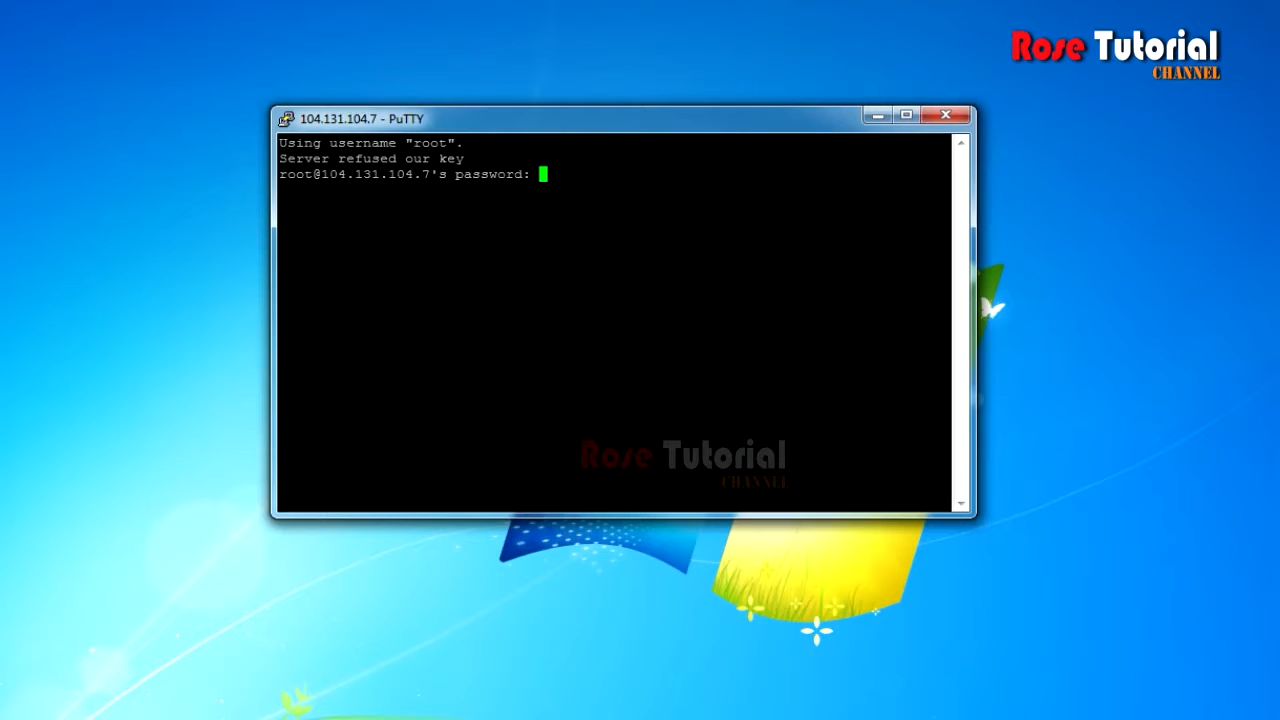 Rose Tutorial
CHANNEL
104.131.104.7 - PuTTY
Using username "root".
Server refused our key
root@104.131.104.7's password:
Rose Tutorial
CHANNEL